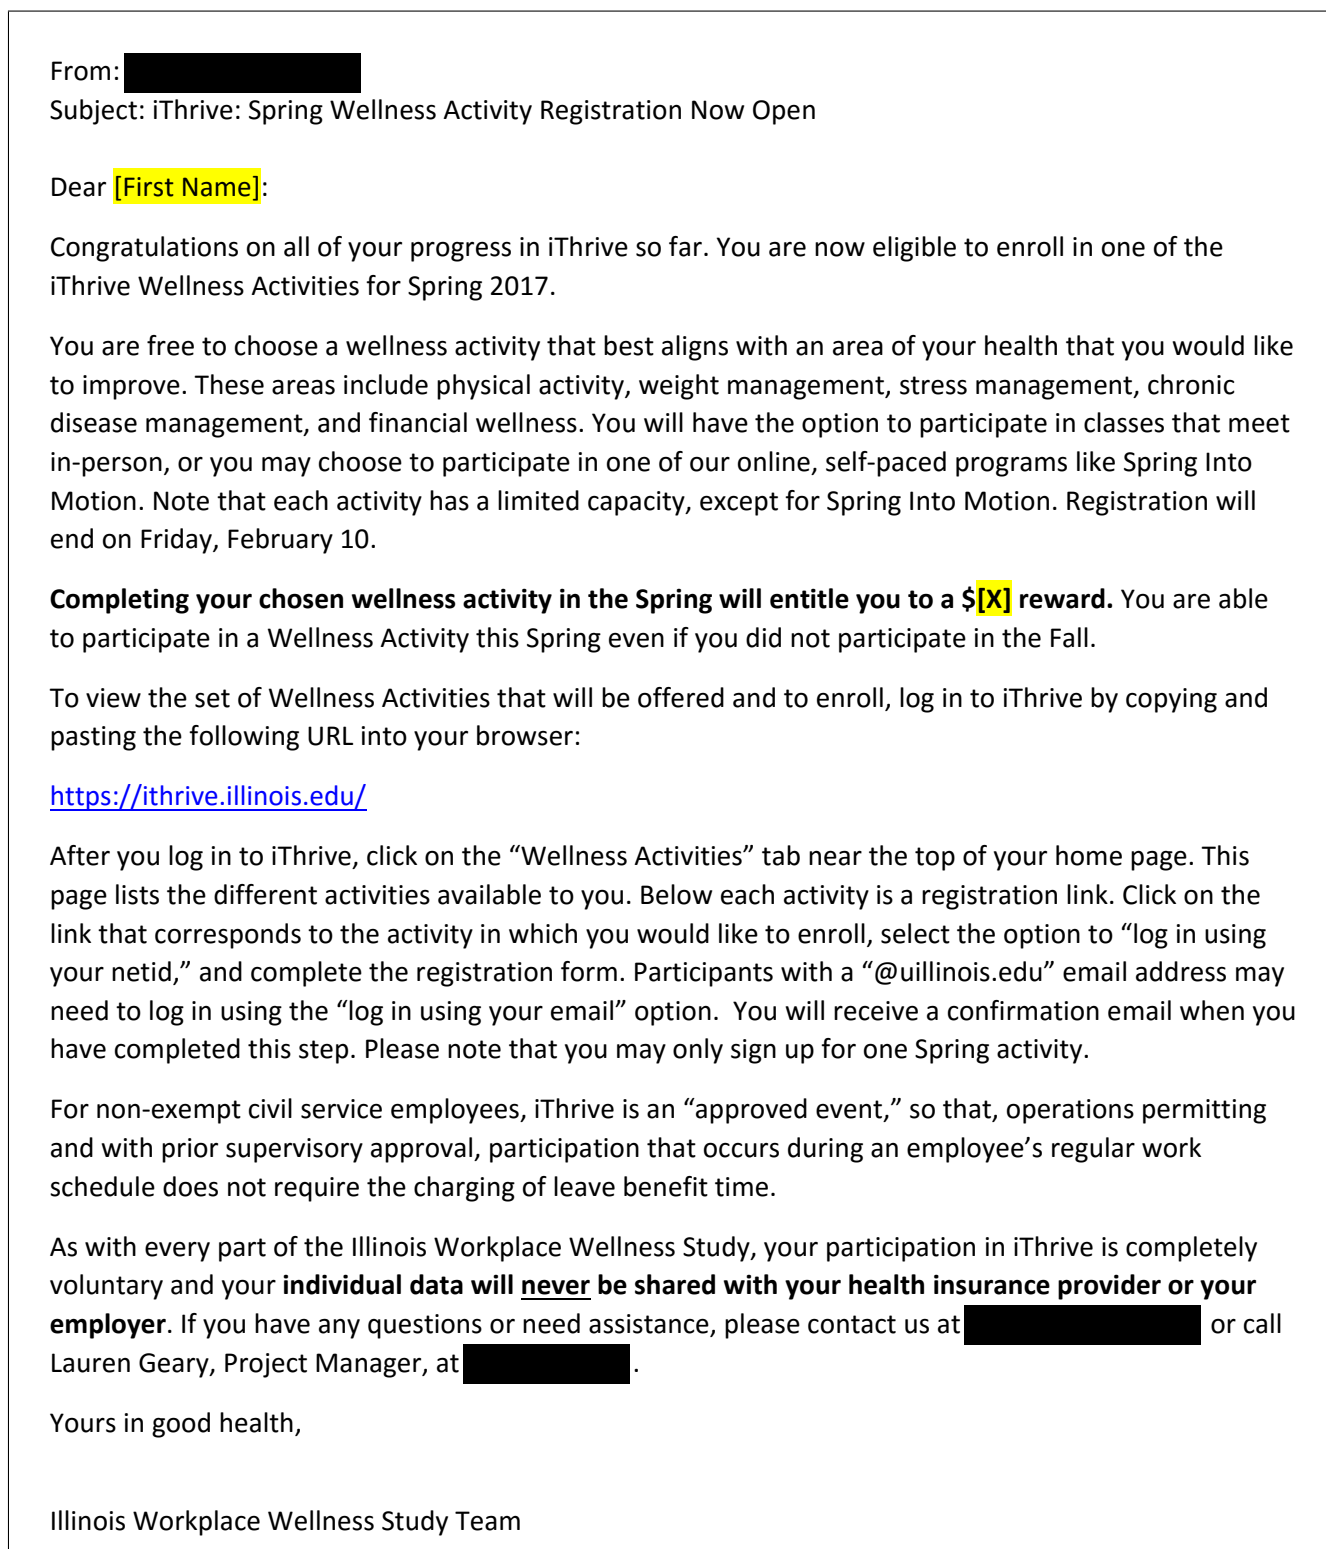 From:
Subject: iThrive: Spring Wellness Activity Registration Now Open
Dear [First Name]:
Congratulations on all of your progress in iThrive so far. You are now eligible to enroll in one of the
iThrive Wellness Activities for Spring 2017.
You are free to choose a wellness activity that best aligns with an area of your health that you would like
to improve. These areas include physical activity, weight management, stress management, chronic
disease management, and financial wellness. You will have the option to participate in classes that meet
in-person, or you may choose to participate in one of our online, self-paced programs like Spring Into
Motion. Note that each activity has a limited capacity, except for Spring Into Motion. Registration will
end on Friday, February 10.
Completing your chosen wellness activity in the Spring will entitle you to a $[X] reward. You are able
to participate in a Wellness Activity this Spring even if you did not participate in the Fall.
To view the set of Wellness Activities that will be offered and to enroll, log in to iThrive by copying and
pasting the following URL into your browser:
https://ithrive.illinois.edu/
After you log in to iThrive, click on the “Wellness Activities” tab near the top of your home page. This
page lists the different activities available to you. Below each activity is a registration link. Click on the
link that corresponds to the activity in which you would like to enroll, select the option to “log in using
your netid,” and complete the registration form. Participants with a “@uillinois.edu” email address may
need to log in using the “log in using your email” option.  You will receive a confirmation email when you
have completed this step. Please note that you may only sign up for one Spring activity.
For non-exempt civil service employees, iThrive is an “approved event,” so that, operations permitting
and with prior supervisory approval, participation that occurs during an employee’s regular work
schedule does not require the charging of leave benefit time.
As with every part of the Illinois Workplace Wellness Study, your participation in iThrive is completely
voluntary and your individual data will never be shared with your health insurance provider or your
employer. If you have any questions or need assistance, please contact us at or call
Lauren Geary, Project Manager, at .
Yours in good health,
Illinois Workplace Wellness Study Team